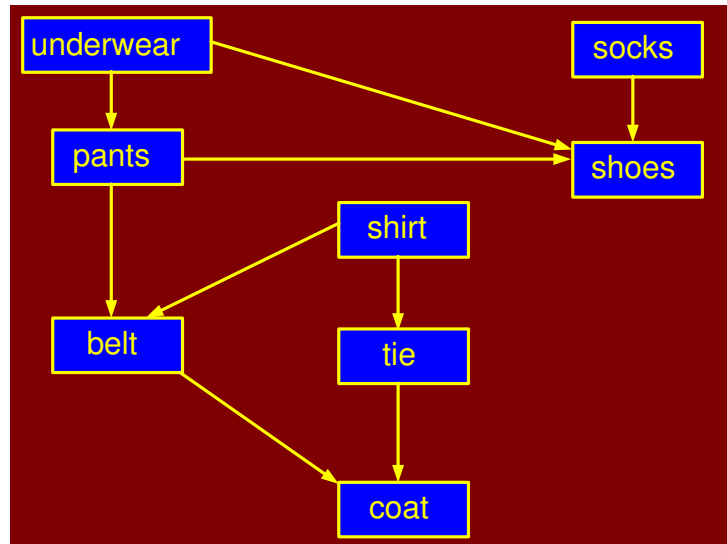 underwear
socks
pants
shoes
shirt
belt
tie
coat